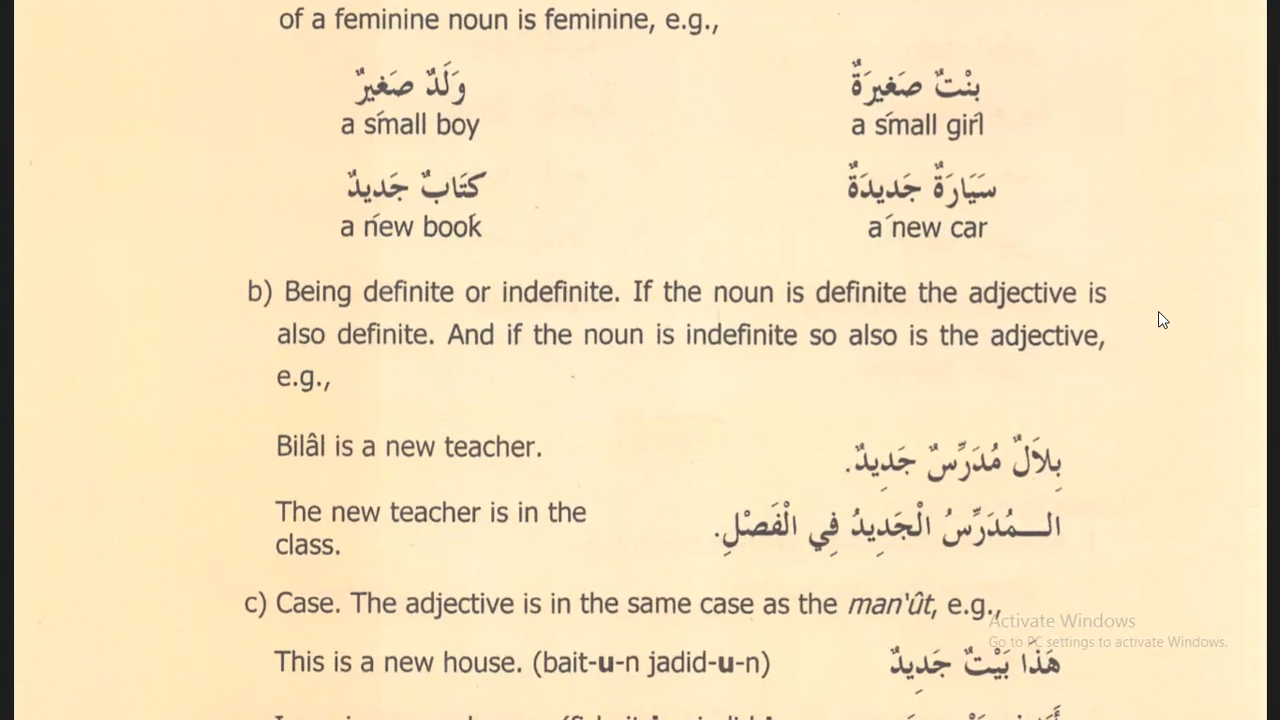 of a feminine noun is feminine, e.g.,
وَلَدٌ صَغِيرٌ بِنْتٌ صَغِيرَةٌ
a small boy a small girl
كِتَابٌ جَدِيدٌ سَيَّارَةٌ جَدِيدَةٌ
a new book a new car
b) Being definite or indefinite. If the noun is definite the adjective is
also definite. And if the noun is indefinite so also is the adjective,
e.g.,
Bilâl is a new teacher. بِلاَلٌ مُدَرِّسٌ جَدِيدٌ.
The new teacher is in the الـمُدَرِّسُ الْجَدِيدُ فِي الْفَصْلِ.
class.
c) Case. The adjective is in the same case as the man'ût, e.g.,
Activate Windows
Go to PC settings to activate Windows.
This is a new house. (bait-u-n jadid-u-n) هَذَا بَيْتٌ جَدِيدٌ